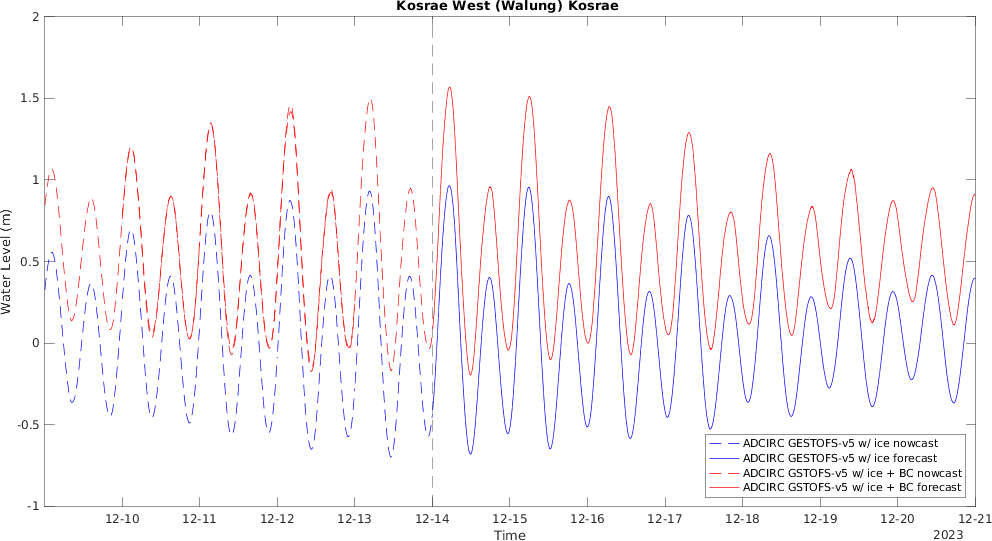 Kosrae West (Walung) Kosrae
2
1.5
1
0.5
0
-0.5
-1
Water Level (m)
12-10 12-11 12-12 12-13 12-14 12-15 12-16 12-17 12-18 12-19 12-20 12-21
Time
2023
ADCIRC GESTOFS-v5 w/ ice nowcast
ADCIRC GESTOFS-v5 w/ ice forecast
ADCIRC GSTOFS-v5 w/ ice + BC nowcast
ADCIRC GSTOFS-v5 w/ ice + BC forecast